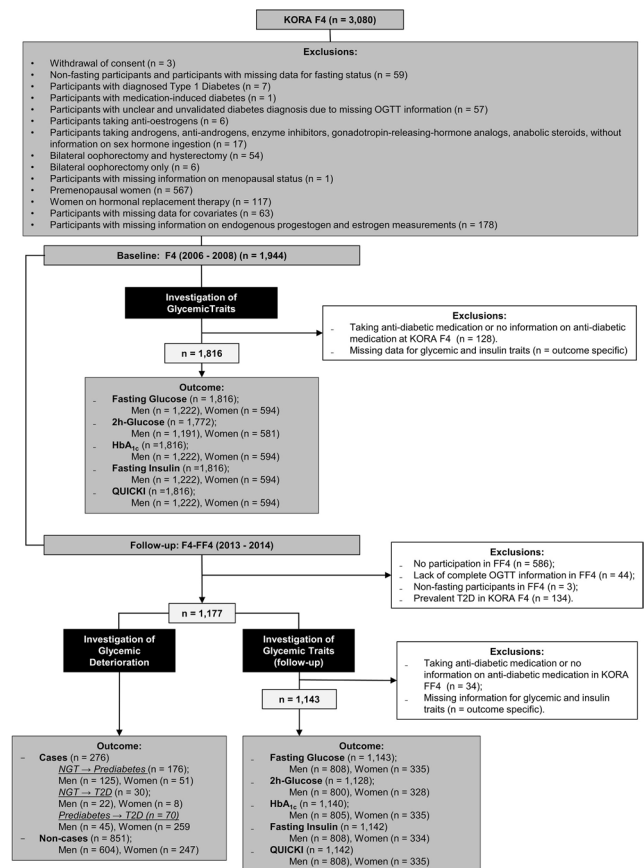 KORA F4 (n = 3,080)
Exclusions:
• Withdrawal of consent (n = 3)
• Non-fasting participants and participants with missing data for fasting status (n = 59)
• Participants with diagnosed Type 1 Diabetes (n = 7)
• Participants with medication-induced diabetes (n = 1)
• Participants with unclear and unvalidated diabetes diagnosis due to missing OGTT information (n = 57)
• Participants taking anti-oestrogens (n = 6)
• Participants taking androgens, anti-androgens, enzyme inhibitors, gonadotropin-releasing-hormone analogs, anabolic steroids, without
information on sex hormone ingestion (n = 17)
• Bilateral oophorectomy and hysterectomy (n = 54)
• Bilateral oophorectomy only (n = 6)
• Participants with missing information on menopausal status (n = 1)
• Premenopausal women (n = 567)
• Women on hormonal replacement therapy (n = 117)
• Participants with missing data for covariates (n = 63)
• Participants with missing information on endogenous progestogen and estrogen measurements (n = 178)
Baseline: F4 (2006 - 2008) (n = 1,944)
Investigation of
GlycemicTraits
Exclusions:
- Taking anti-diabetic medication or no information on anti-diabetic
medication at KORA F4 (n = 128).
- Missing data for glycemic and insulin traits (n = outcome specific)
n = 1,816
Outcome:
- Fasting Glucose (n = 1,816);
Men (n = 1,222), Women (n = 594)
- 2h-Glucose (n = 1,772);
Men (n = 1,191), Women (n = 581)
- HbA1c (n =1,816);
Men (n = 1,222), Women (n = 594)
- Fasting Insulin (n =1,816);
Men (n = 1,222), Women (n = 594)
- QUICKI (n =1,816);
Men (n = 1,222), Women (n = 594)
Follow-up: F4-FF4 (2013 - 2014)
Exclusions:
- No participation in FF4 (n = 586);
- Lack of complete OGTT information in FF4 (n = 44);
- Non-fasting participants in FF4 (n = 3);
- Prevalent T2D in KORA F4 (n = 134).
n = 1,177
Investigation of
Glycemic
Deterioration
Investigation of
Glycemic Traits
(follow-up)
Exclusions:
- Taking anti-diabetic medication or no
information on anti-diabetic medication in KORA
FF4 (n = 34);
- Missing information for glycemic and insulin
traits (n = outcome specific).
n = 1,143
Outcome:
- Cases (n = 276)
NGT → Prediabetes (n = 176);
Men (n = 125), Women (n = 51)
NGT → T2D (n = 30);
Men (n = 22), Women (n = 8)
Prediabetes → T2D (n = 70)
Men (n = 45), Women (n = 259
- Non-cases (n = 851);
Men (n = 604), Women (n = 247)
Outcome:
- Fasting Glucose (n = 1,143);
Men (n = 808), Women (n = 335)
- 2h-Glucose (n = 1,128);
Men (n = 800), Women (n = 328)
- HbA1c (n = 1,140);
Men (n = 805), Women (n = 335)
- Fasting Insulin (n = 1,142)
Men (n = 808), Women (n = 334)
- QUICKI (n = 1,142)
Men (n = 808), Women (n = 335)